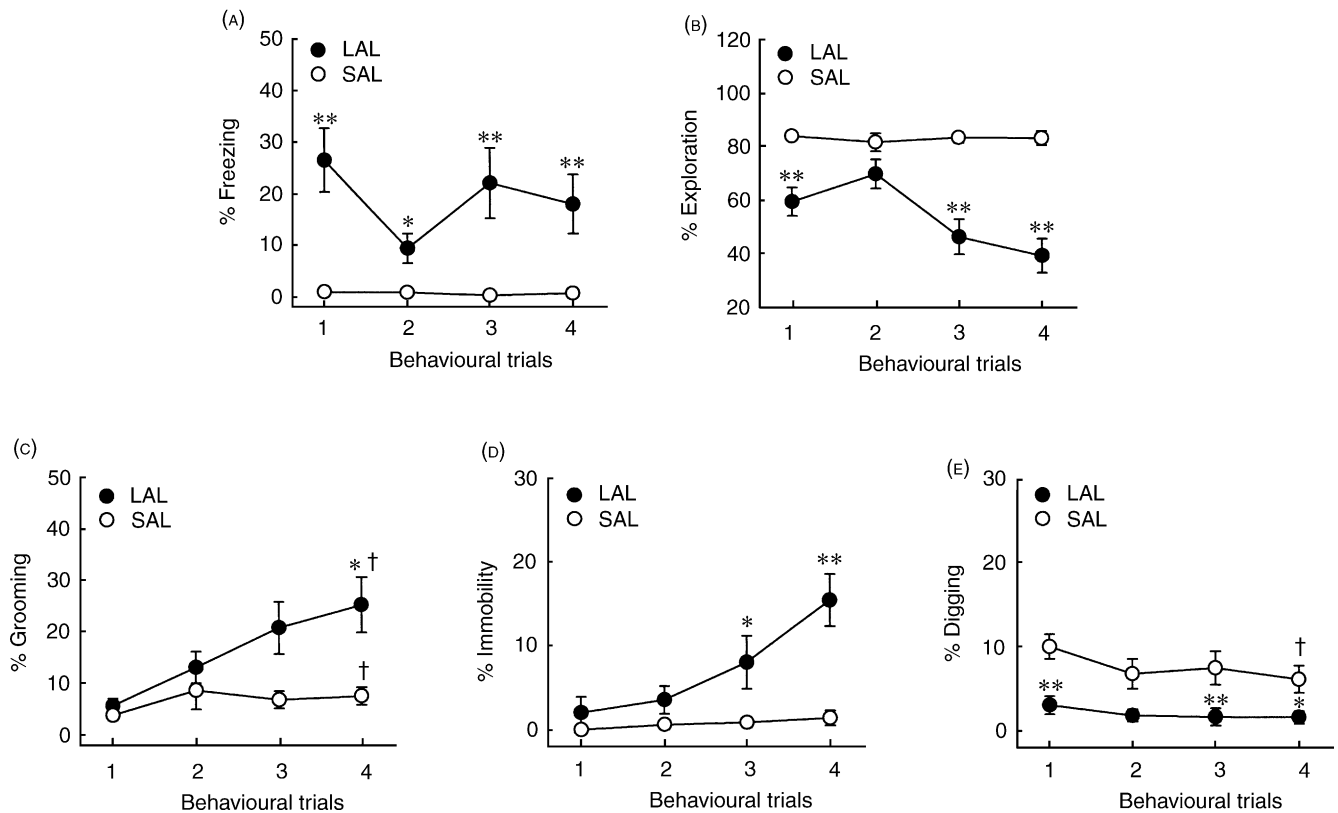 (A)
50
40
30
20
10
0
% Freezing
LAL
SAL
**
*
**
**
1 2 3 4
Behavioural trials
(B)
120
100
80
60
40
20
% Exploration
LAL
SAL
**
**
**
1 2 3 4
Behavioural trials
(C)
50
40
30
20
10
0
% Grooming
LAL
SAL
* †
†
1 2 3 4
Behavioural trials
(D)
30
20
10
0
% Immobility
LAL
SAL
*
**
1 2 3 4
Behavioural trials
(E)
30
20
10
0
% Digging
LAL
SAL
†
**
**
*
1 2 3 4
Behavioural trials